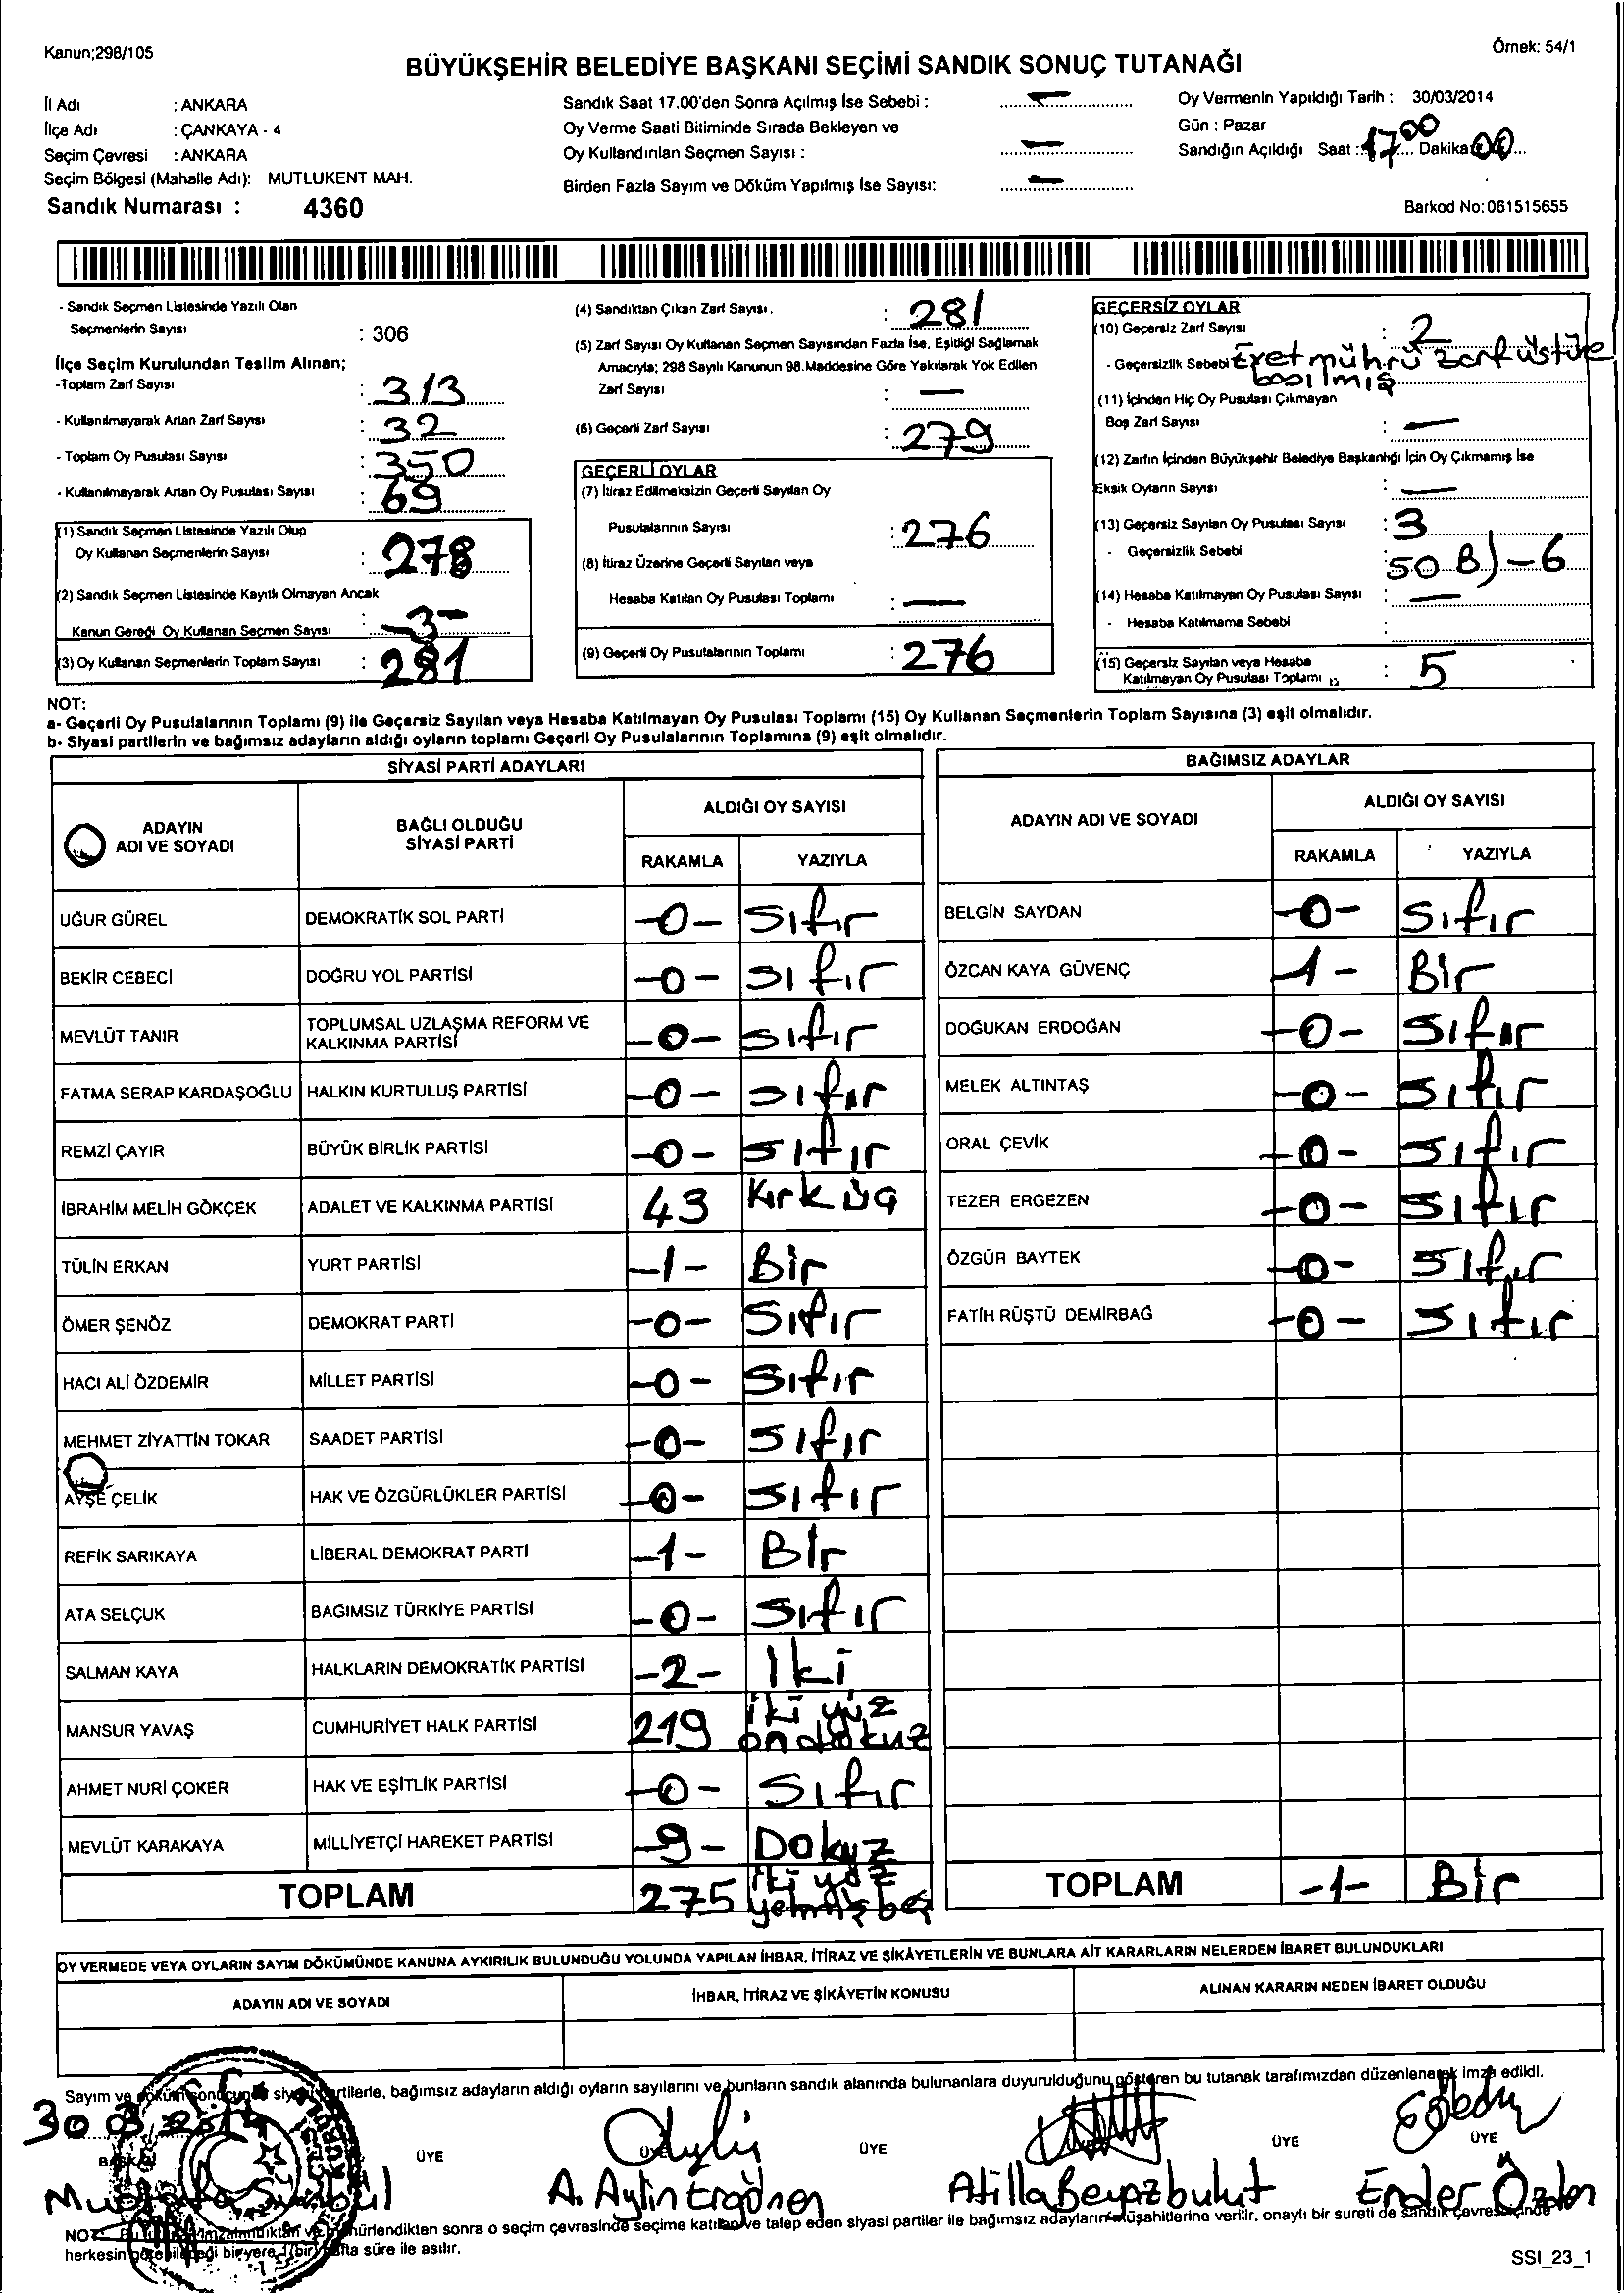 Kanun;298/105
Örnek: 54/1
BÜYÜKŞEHİR BELEDİYE BAŞKANI SEÇİMİ SANDIK SONUÇ TUTANAĞI
İl Adı : ANKARA
İlçe Adı : ÇANKAYA - 4
Seçim Çevresi : ANKARA
Seçim Bölgesi (Mahalle Adı): MUTLUKENT MAH.
Sandık Numarası : 4360
Sandık Saat 17.00'den Sonra Açılmış İse Sebebi : —
Oy Verme Saati Bitiminde Sırada Bekleyen ve
Oy Kullandırılan Seçmen Sayısı : —
Birden Fazla Sayım ve Döküm Yapılmış İse Sayısı: —
Oy Vermenin Yapıldığı Tarih : 30/03/2014
Gün : Pazar
Sandığın Açıldığı Saat : 17 00 Dakika 00
Barkod No:061515655
- Sandık Seçmen Listesinde Yazılı Olan
Seçmenlerin Sayısı : 306
İlçe Seçim Kurulundan Teslim Alınan;
-Toplam Zarf Sayısı : 313
- Kullanılmayarak Artan Zarf Sayısı : 32
- Toplam Oy Pusulası Sayısı : 350
- Kullanılmayarak Artan Oy Pusulası Sayısı : 69
(1) Sandık Seçmen Listesinde Yazılı Olup
Oy Kullanan Seçmenlerin Sayısı : 278
(2) Sandık Seçmen Listesinde Kayıtlı Olmayan Ancak
Kanun Gereği Oy Kullanan Seçmen Sayısı : -3-
(3) Oy Kullanan Seçmenlerin Toplam Sayısı : 281
(4) Sandıktan Çıkan Zarf Sayısı. : 281
(5) Zarf Sayısı Oy Kullanan Seçmen Sayısından Fazla İse, Eşitliği Sağlamak
Amacıyla; 298 Sayılı Kanunun 98.Maddesine Göre Yakılarak Yok Edilen
Zarf Sayısı : —
(6) Geçerli Zarf Sayısı : 279
GEÇERLİ OYLAR
(7) İtiraz Edilmeksizin Geçerli Sayılan Oy
Pusulalarının Sayısı : 276
(8) İtiraz Üzerine Geçerli Sayılan veya
Hesaba Katılan Oy Pusulası Toplamı : —
(9) Geçerli Oy Pusulalarının Toplamı : 276
GEÇERSİZ OYLAR
(10) Geçersiz Zarf Sayısı : 2
- Geçersizlik Sebebi Evet mührü zarf üstüne
basılmış
(11) İçinden Hiç Oy Pusulası Çıkmayan
Boş Zarf Sayısı : —
(12) Zarfın İçinden Büyükşehir Belediye Başkanlığı İçin Oy Çıkmamış İse
Eksik Oyların Sayısı : —
(13) Geçersiz Sayılan Oy Pusulası Sayısı : 3
- Geçersizlik Sebebi : 50 B) - 6
(14) Hesaba Katılmayan Oy Pusulası Sayısı : —
- Hesaba Katılmama Sebebi :
(15) Geçersiz Sayılan veya Hesaba
Katılmayan Oy Pusulası Toplamı : 5
NOT:
a- Geçerli Oy Pusulalarının Toplamı (9) ile Geçersiz Sayılan veya Hesaba Katılmayan Oy Pusulası Toplamı (15) Oy Kullanan Seçmenlerin Toplam Sayısına (3) eşit olmalıdır.
b- Siyasi partilerin ve bağımsız adayların aldığı oyların toplamı Geçerli Oy Pusulalarının Toplamına (9) eşit olmalıdır.
SİYASİ PARTİ ADAYLARI
ADAYIN
ADI VE SOYADI
BAĞLI OLDUĞU
SİYASİ PARTİ
ALDIĞI OY SAYISI
RAKAMLA YAZIYLA
UĞUR GÜREL DEMOKRATİK SOL PARTİ -0- Sıfır
BEKİR CEBECİ DOĞRU YOL PARTİSİ -0- Sıfır
MEVLÜT TANIR TOPLUMSAL UZLAŞMA REFORM VE
KALKINMA PARTİSİ -0- Sıfır
FATMA SERAP KARDAŞOĞLU HALKIN KURTULUŞ PARTİSİ -0- Sıfır
REMZİ ÇAYIR BÜYÜK BİRLİK PARTİSİ -0- Sıfır
İBRAHİM MELİH GÖKÇEK ADALET VE KALKINMA PARTİSİ 43 Kırk üç
TÜLİN ERKAN YURT PARTİSİ -1- Bir
ÖMER ŞENÖZ DEMOKRAT PARTİ -0- Sıfır
HACI ALİ ÖZDEMİR MİLLET PARTİSİ -0- Sıfır
MEHMET ZİYATTİN TOKAR SAADET PARTİSİ -0- Sıfır
AYŞE ÇELİK HAK VE ÖZGÜRLÜKLER PARTİSİ -0- Sıfır
REFİK SARIKAYA LİBERAL DEMOKRAT PARTİ -1- Bir
ATA SELÇUK BAĞIMSIZ TÜRKİYE PARTİSİ -0- Sıfır
SALMAN KAYA HALKLARIN DEMOKRATİK PARTİSİ -2- İki
MANSUR YAVAŞ CUMHURİYET HALK PARTİSİ 219 iki yüz
ondokuz
AHMET NURİ ÇOKER HAK VE EŞİTLİK PARTİSİ -0- Sıfır
MEVLÜT KARAKAYA MİLLİYETÇİ HAREKET PARTİSİ -9- Dokuz
TOPLAM 275 iki yüz
yetmiş beş
BAĞIMSIZ ADAYLAR
ADAYIN ADI VE SOYADI
ALDIĞI OY SAYISI
RAKAMLA YAZIYLA
BELGİN SAYDAN -0- Sıfır
ÖZCAN KAYA GÜVENÇ -1- Bir
DOĞUKAN ERDOĞAN -0- Sıfır
MELEK ALTINTAŞ -0- Sıfır
ORAL ÇEVİK -0- Sıfır
TEZER ERGEZEN -0- Sıfır
ÖZGÜR BAYTEK -0- Sıfır
FATİH RÜŞTÜ DEMİRBAĞ -0- Sıfır
TOPLAM -1- Bir
OY VERMEDE VEYA OYLARIN SAYIM DÖKÜMÜNDE KANUNA AYKIRILIK BULUNDUĞU YOLUNDA YAPILAN İHBAR, İTİRAZ VE ŞİKÂYETLERİN VE BUNLARA AİT KARARLARIN NELERDEN İBARET BULUNDUKLARI
ADAYIN ADI VE SOYADI İHBAR, İTİRAZ VE ŞİKÂYETİN KONUSU ALINAN KARARIN NEDEN İBARET OLDUĞU
Sayım ve döküm sonucunda siyasi partilerle, bağımsız adayların aldığı oyların sayılarını ve bunların sandık alanında bulunanlara duyurulduğunu gösteren bu tutanak tarafımızdan düzenlenerek imza edildi.
30 03 2014
BAŞKAN ÜYE ÜYE ÜYE ÜYE ÜYE
Mustafa A. Aylin Atilla Beyazbulut Ender
NOT: hürlendikten sonra o seçim çevresinde seçime katılan ve talep eden siyasi partiler ile bağımsız adayların müşahitlerine verilir, onaylı bir sureti de sandık çevresi içinde
herkesin görebileceği bir yere 1(bir) hafta süre ile asılır.
SSI_23_1